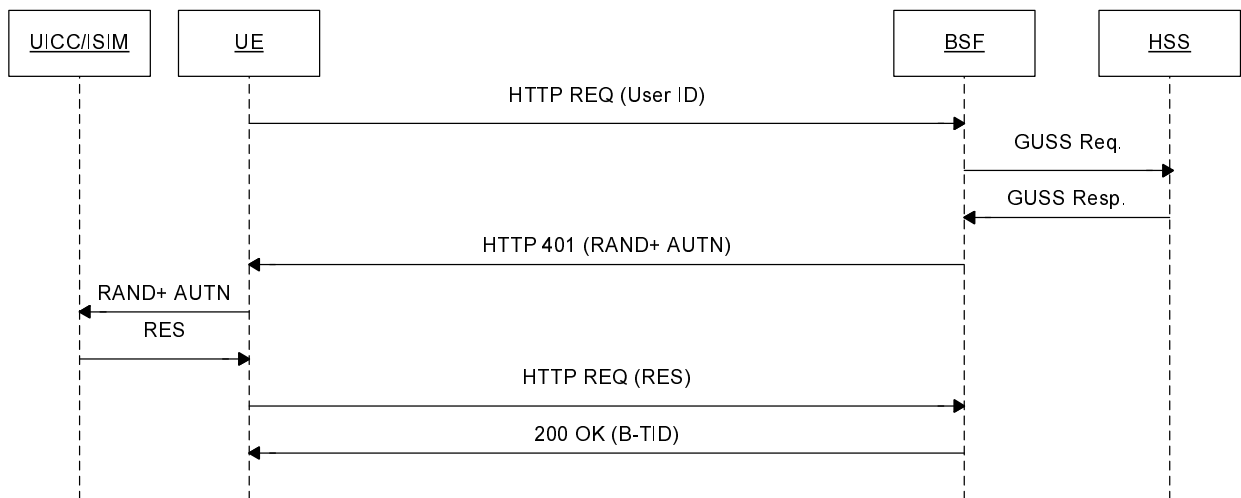 UICC/ISIM
UE
BSF
HSS
HTTP REQ (User ID)
GUSS Req.
GUSS Resp.
HTTP 401 (RAND+ AUTN)
RAND+ AUTN
RES
HTTP REQ (RES)
200 OK (B-TID)